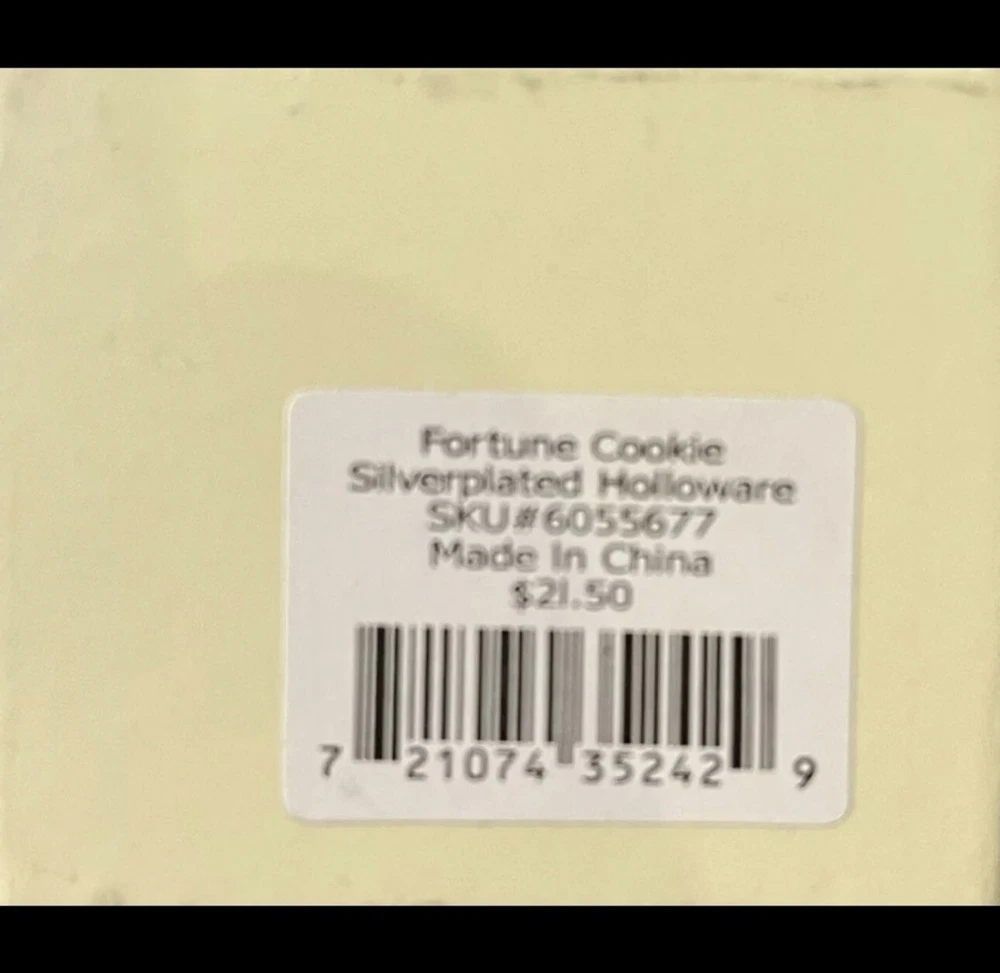 Fortune Cookie
Silverplated Holloware
SKU#6055677
Made In China
$21.50
7 21074 35242 9